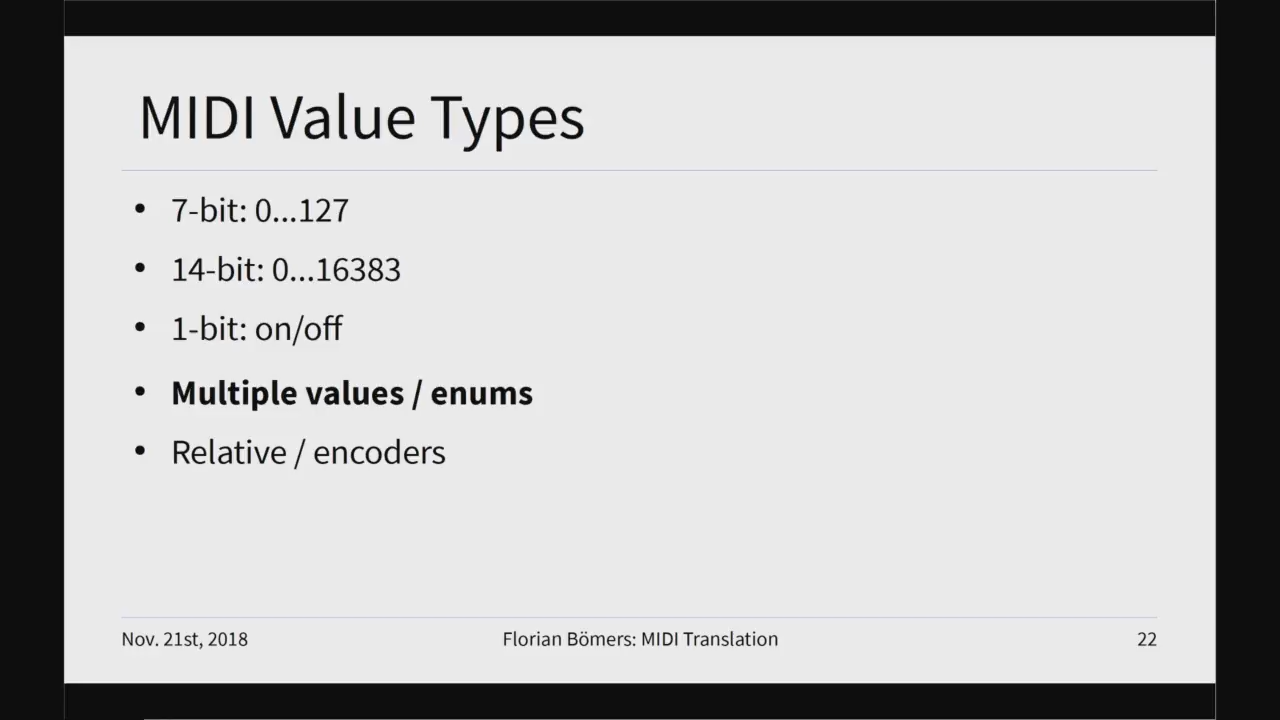 MIDI Value Types
• 7-bit: 0...127
• 14-bit: 0...16383
• 1-bit: on/off
• Multiple values / enums
• Relative / encoders
Nov. 21st, 2018
Florian Bömers: MIDI Translation
22